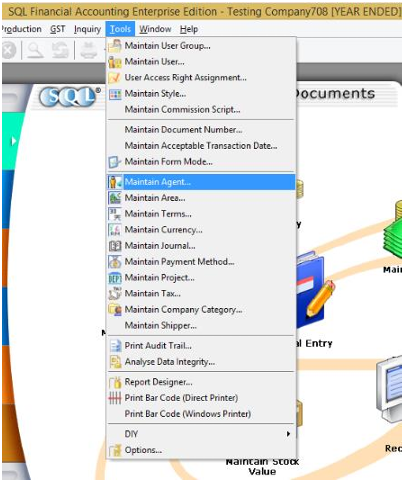 SQL Financial Accounting Enterprise Edition - Testing Company708 [YEAR ENDED]
Production GST Inquiry Tools Window Help
SQL
Documents
Maintain User Group...
Maintain User...
User Access Right Assignment...
Maintain Style...
Maintain Commission Script...
Maintain Document Number...
Maintain Acceptable Transaction Date...
Maintain Form Mode...
Maintain Agent...
Maintain Area...
Maintain Terms...
Maintain Currency...
Maintain Journal...
Maintain Payment Method...
Maintain Project...
Maintain Tax...
Maintain Company Category...
Maintain Shipper...
Print Audit Trail...
Analyse Data Integrity...
Report Designer...
Print Bar Code (Direct Printer)
Print Bar Code (Windows Printer)
DIY
Options...
y
Main
M
al Entry
Maintain Stock
Value
Rec